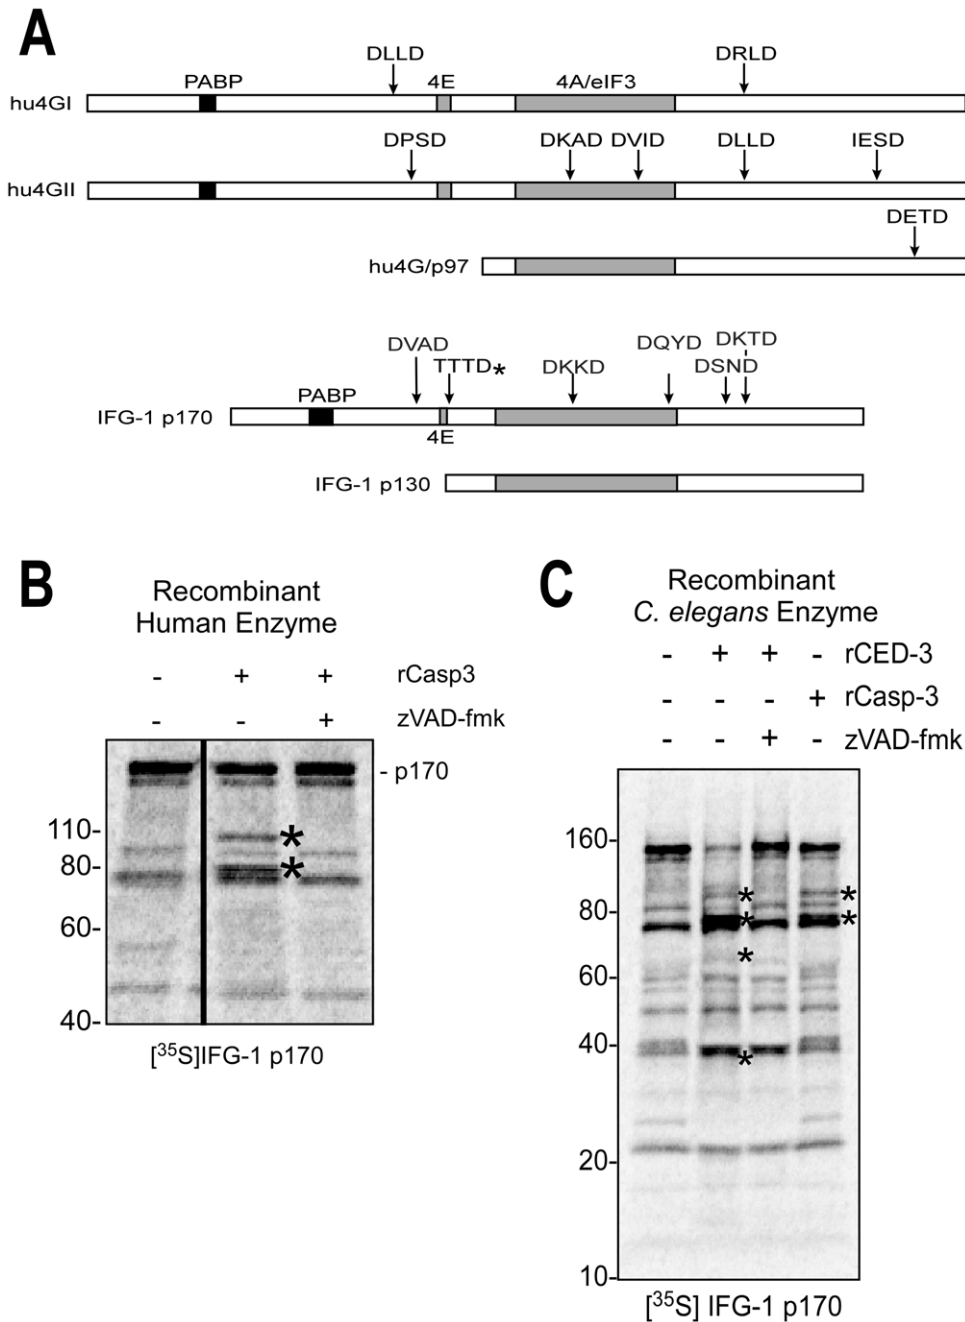 A
DLLD DRLD
PABP 4E 4A/eIF3
hu4GI
DPSD DKAD DVID DLLD IESD
hu4GII
DETD
hu4G/p97
DVAD DQYD DKTD
TTTD* DKKD DSND
PABP
IFG-1 p170
4E
IFG-1 p130
B
Recombinant
Human Enzyme
- + + rCasp3
- - + zVAD-fmk
- p170
110-
*
80-
*
60-
40-
[³⁵S]IFG-1 p170
C
Recombinant
C. elegans Enzyme
- + + - rCED-3
- - - + rCasp-3
- - + - zVAD-fmk
160-
* *
80-
* *
*
60-
40-
*
20-
10-
[³⁵S] IFG-1 p170